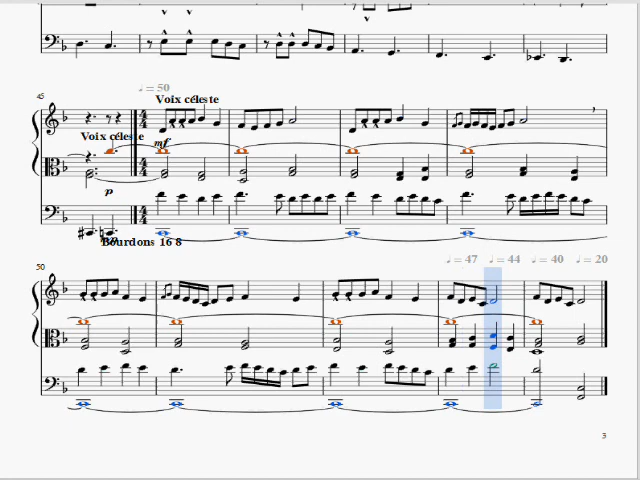 45
♩ = 50
Voix céleste
Voix céleste
mf
p
Bourdons 16 8
50
♩ = 47
♩ = 44
♩ = 40
♩ = 20
3